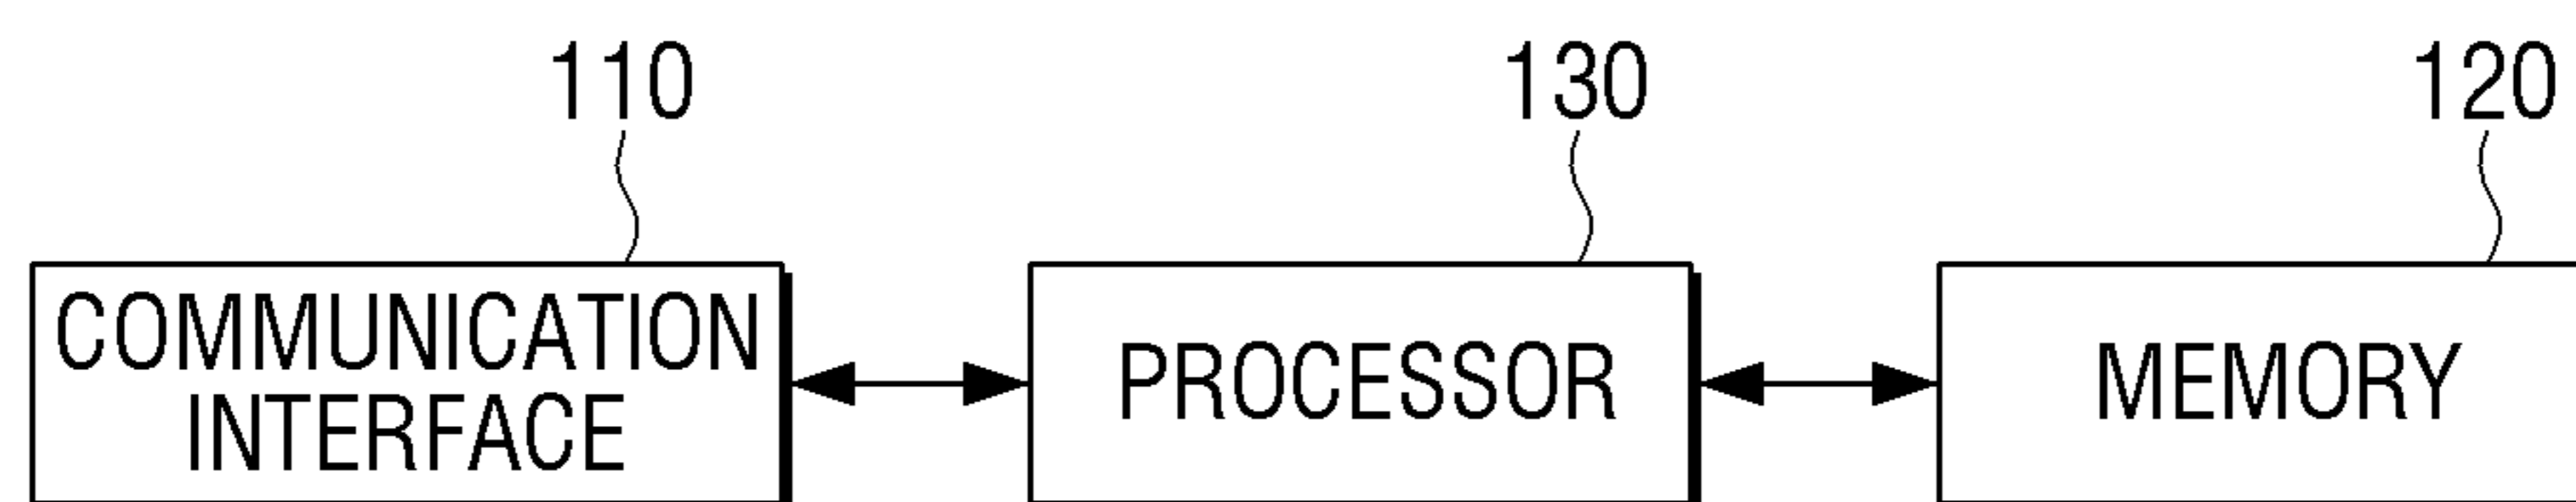 110
130
120
COMMUNICATION
INTERFACE
PROCESSOR
MEMORY